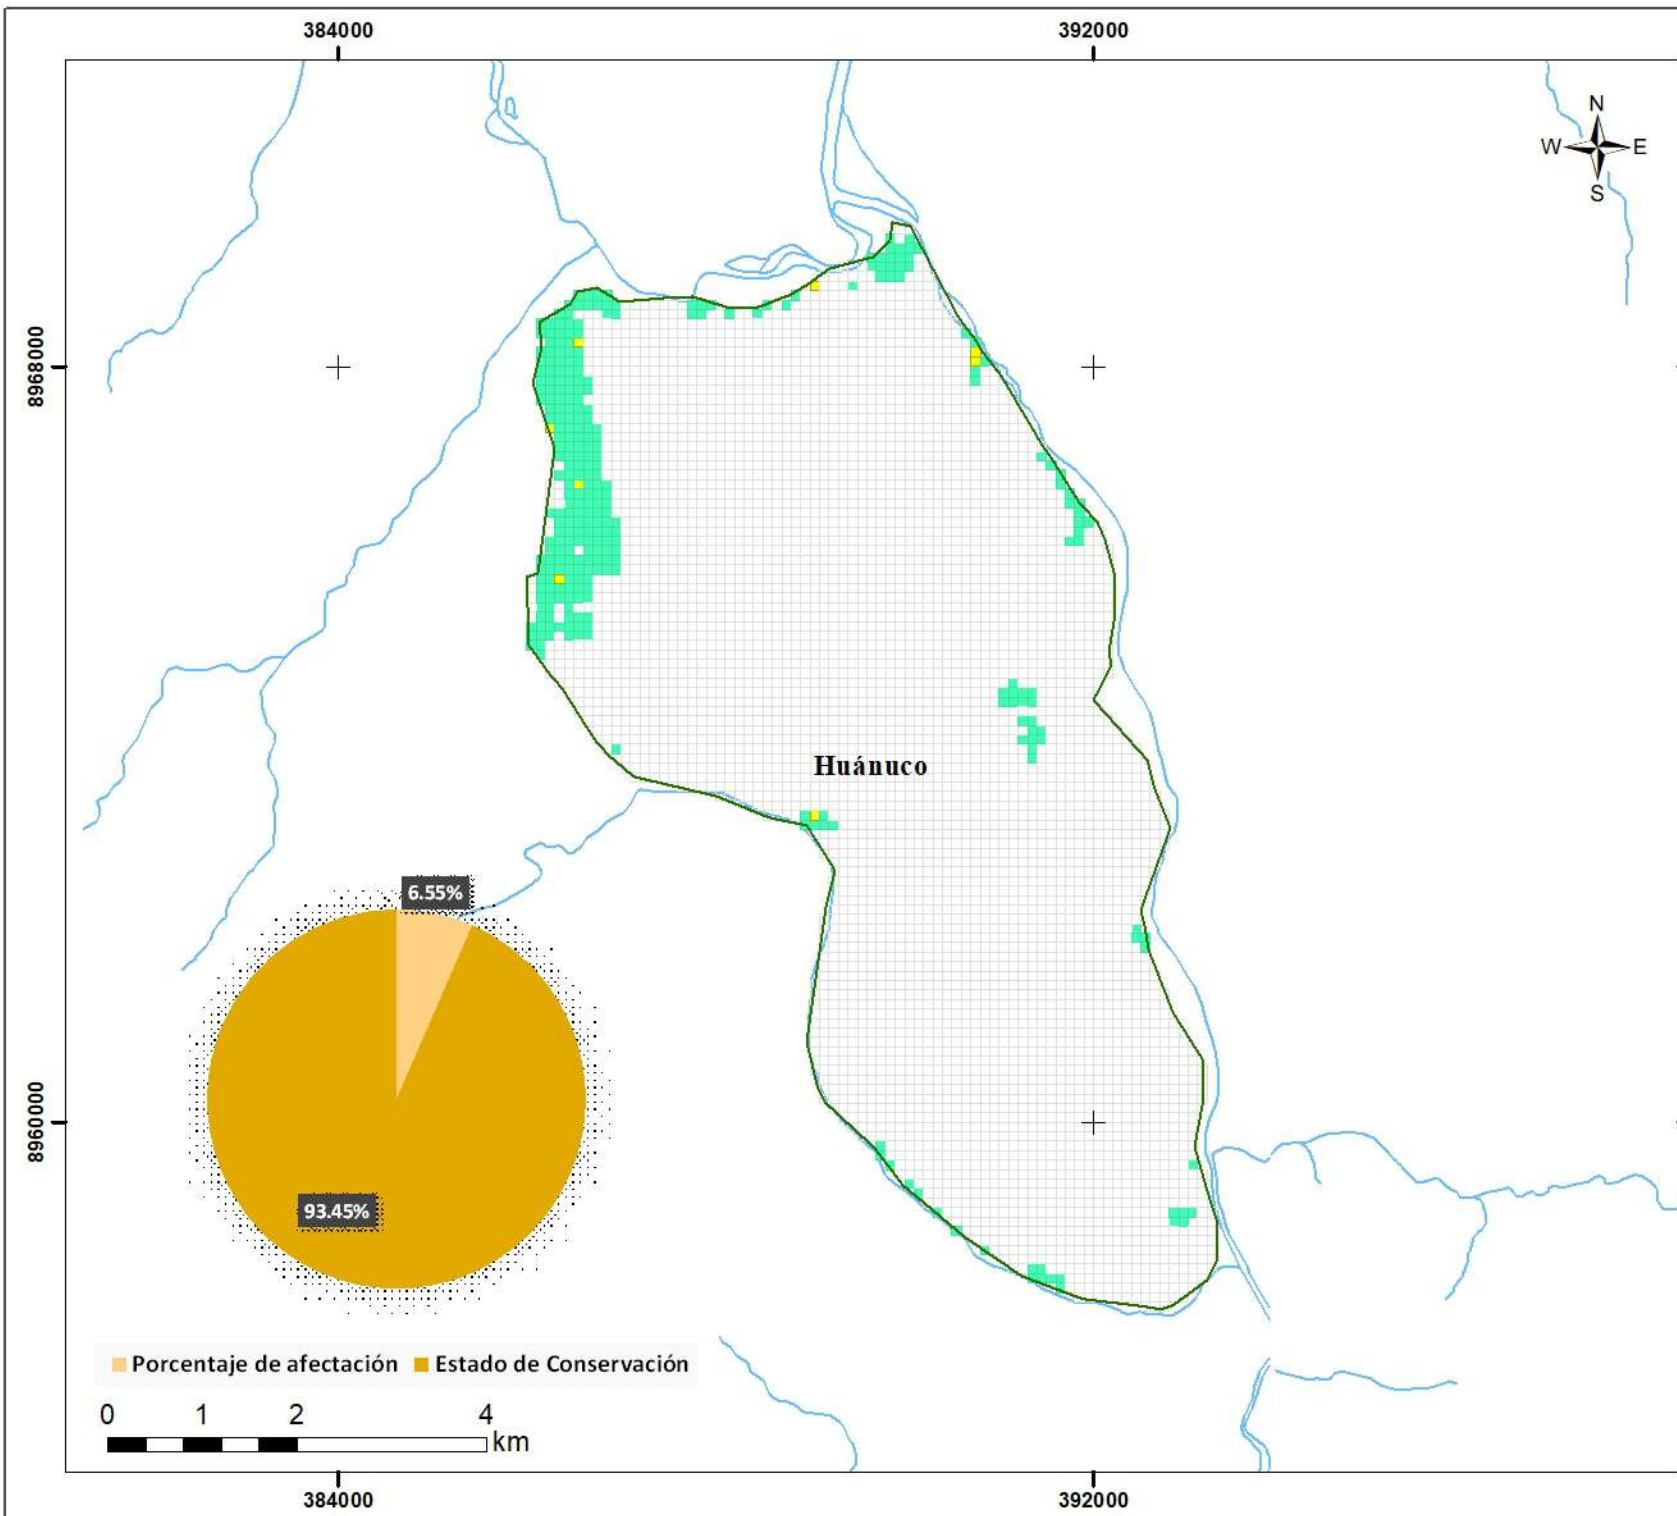 384000 392000
N
W E
S
8968000
Huánuco
6.55%
8960000
93.45%
Porcentaje de afectación Estado de Conservación
0 1 2 4
km
384000 392000